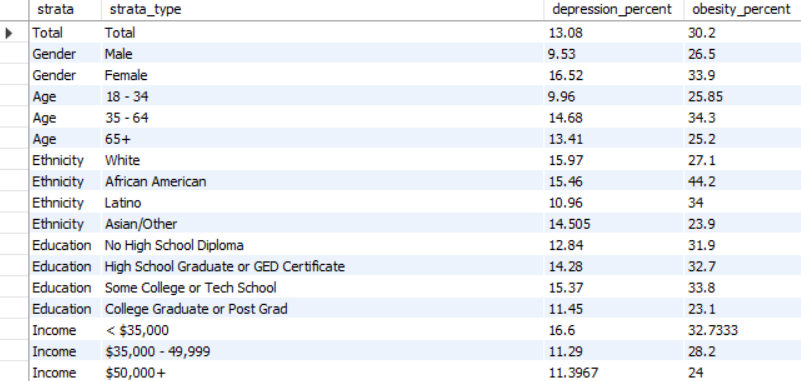 strata strata_type depression_percent obesity_percent
Total Total 13.08 30.2
Gender Male 9.53 26.5
Gender Female 16.52 33.9
Age 18 - 34 9.96 25.85
Age 35 - 64 14.68 34.3
Age 65+ 13.41 25.2
Ethnicity White 15.97 27.1
Ethnicity African American 15.46 44.2
Ethnicity Latino 10.96 34
Ethnicity Asian/Other 14.505 23.9
Education No High School Diploma 12.84 31.9
Education High School Graduate or GED Certificate 14.28 32.7
Education Some College or Tech School 15.37 33.8
Education College Graduate or Post Grad 11.45 23.1
Income < $35,000 16.6 32.7333
Income $35,000 - 49,999 11.29 28.2
Income $50,000+ 11.3967 24